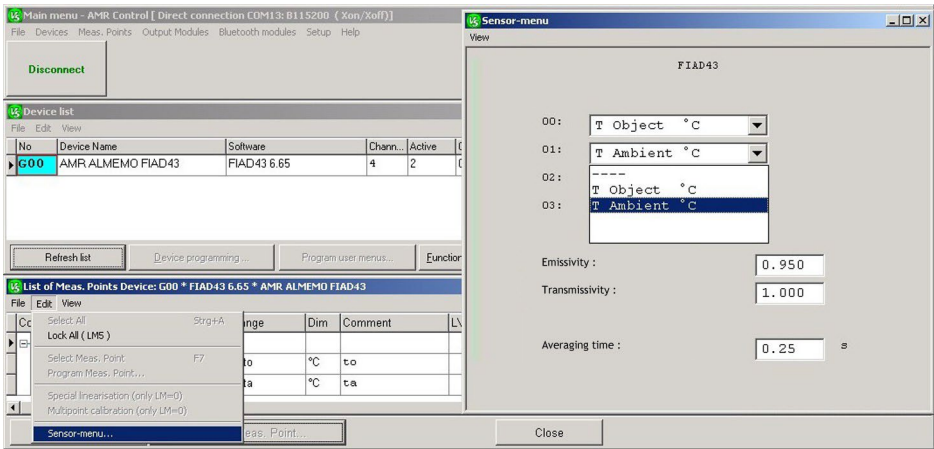 Main menu - AMR Control [ Direct connection COM13: B115200 (Xon/Xoff)]
File Devices Meas. Points Output Modules Bluetooth modules Setup Help
Disconnect
Device list
File Edit View
No Device Name Software Chann... Active
G00 AMR ALMEMO FIAD43 FIAD43 6.65 4 2
Refresh list Device programming ... Program user menus... Function
List of Meas. Points Device: G00 * FIAD43 6.65 * AMR ALMEMO FIAD43
File Edit View
Co ange Dim Comment
Select All Strg+A
Lock All ( LM5 )
Select Meas. Point F7
Program Meas. Point...
Special linearisation (only LM=0)
Multipoint calibration (only LM=0)
Sensor-menu...
to °C to
ta °C ta
eas. Point...
Sensor-menu
View
FIAD43
00: T Object °C
01: T Ambient °C
02: ----
T Object °C
03: T Ambient °C
Emissivity : 0.950
Transmissivity : 1.000
Averaging time : 0.25 s
Close